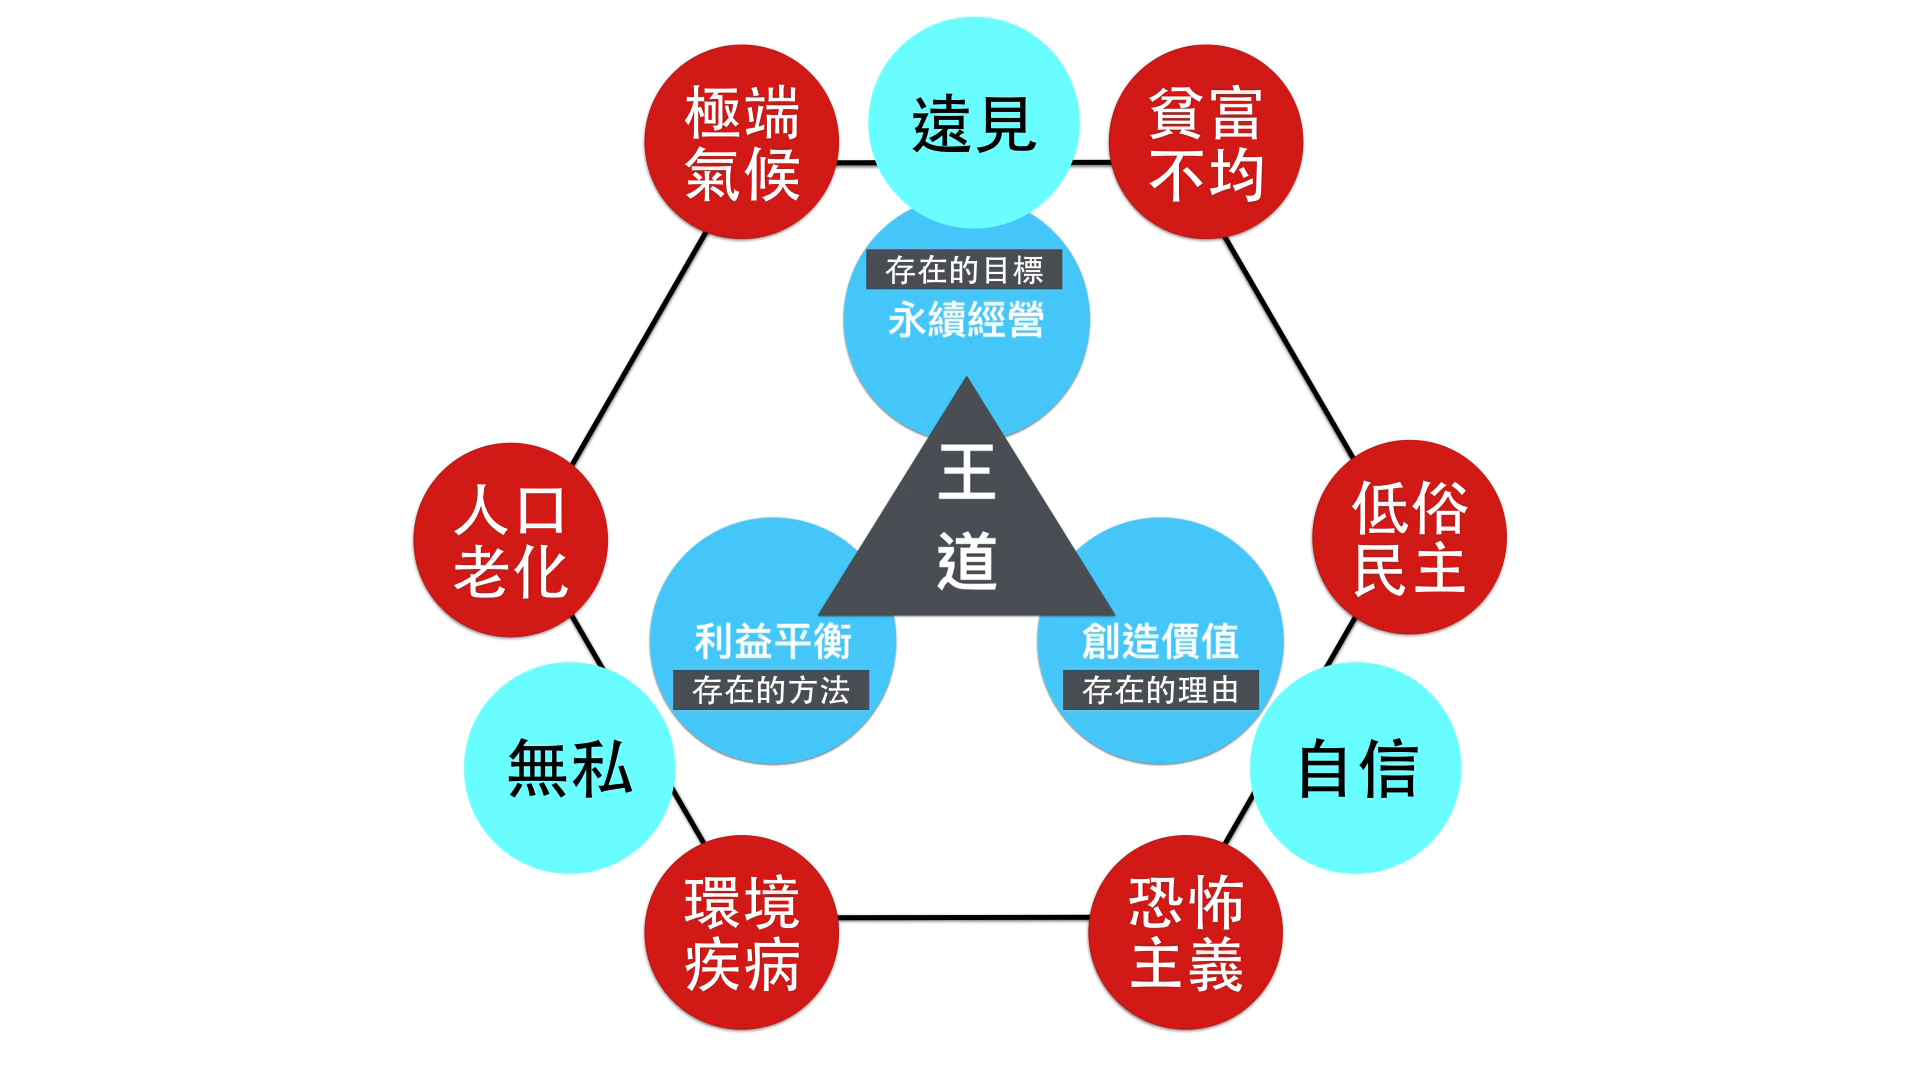 極端
氣候
遠見
貧富
不均
存在的目標
永續經營
王
道
人口
老化
低俗
民主
利益平衡
存在的方法
創造價值
存在的理由
無私
自信
環境
疾病
恐怖
主義